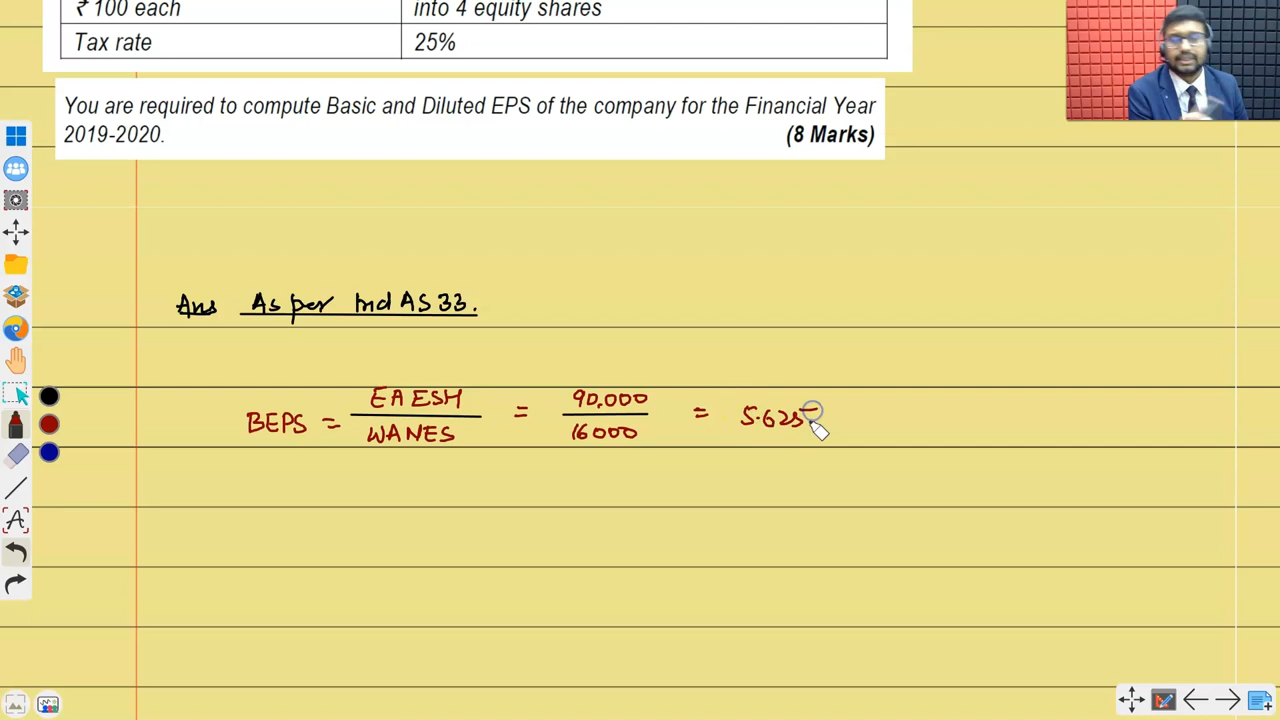 ₹ 100 each into 4 equity shares
Tax rate 25%
You are required to compute Basic and Diluted EPS of the company for the Financial Year
2019-2020. (8 Marks)
Ans As per Ind AS 33.
BEPS = EAESH / WANES = 90,000 / 16000 = 5.625